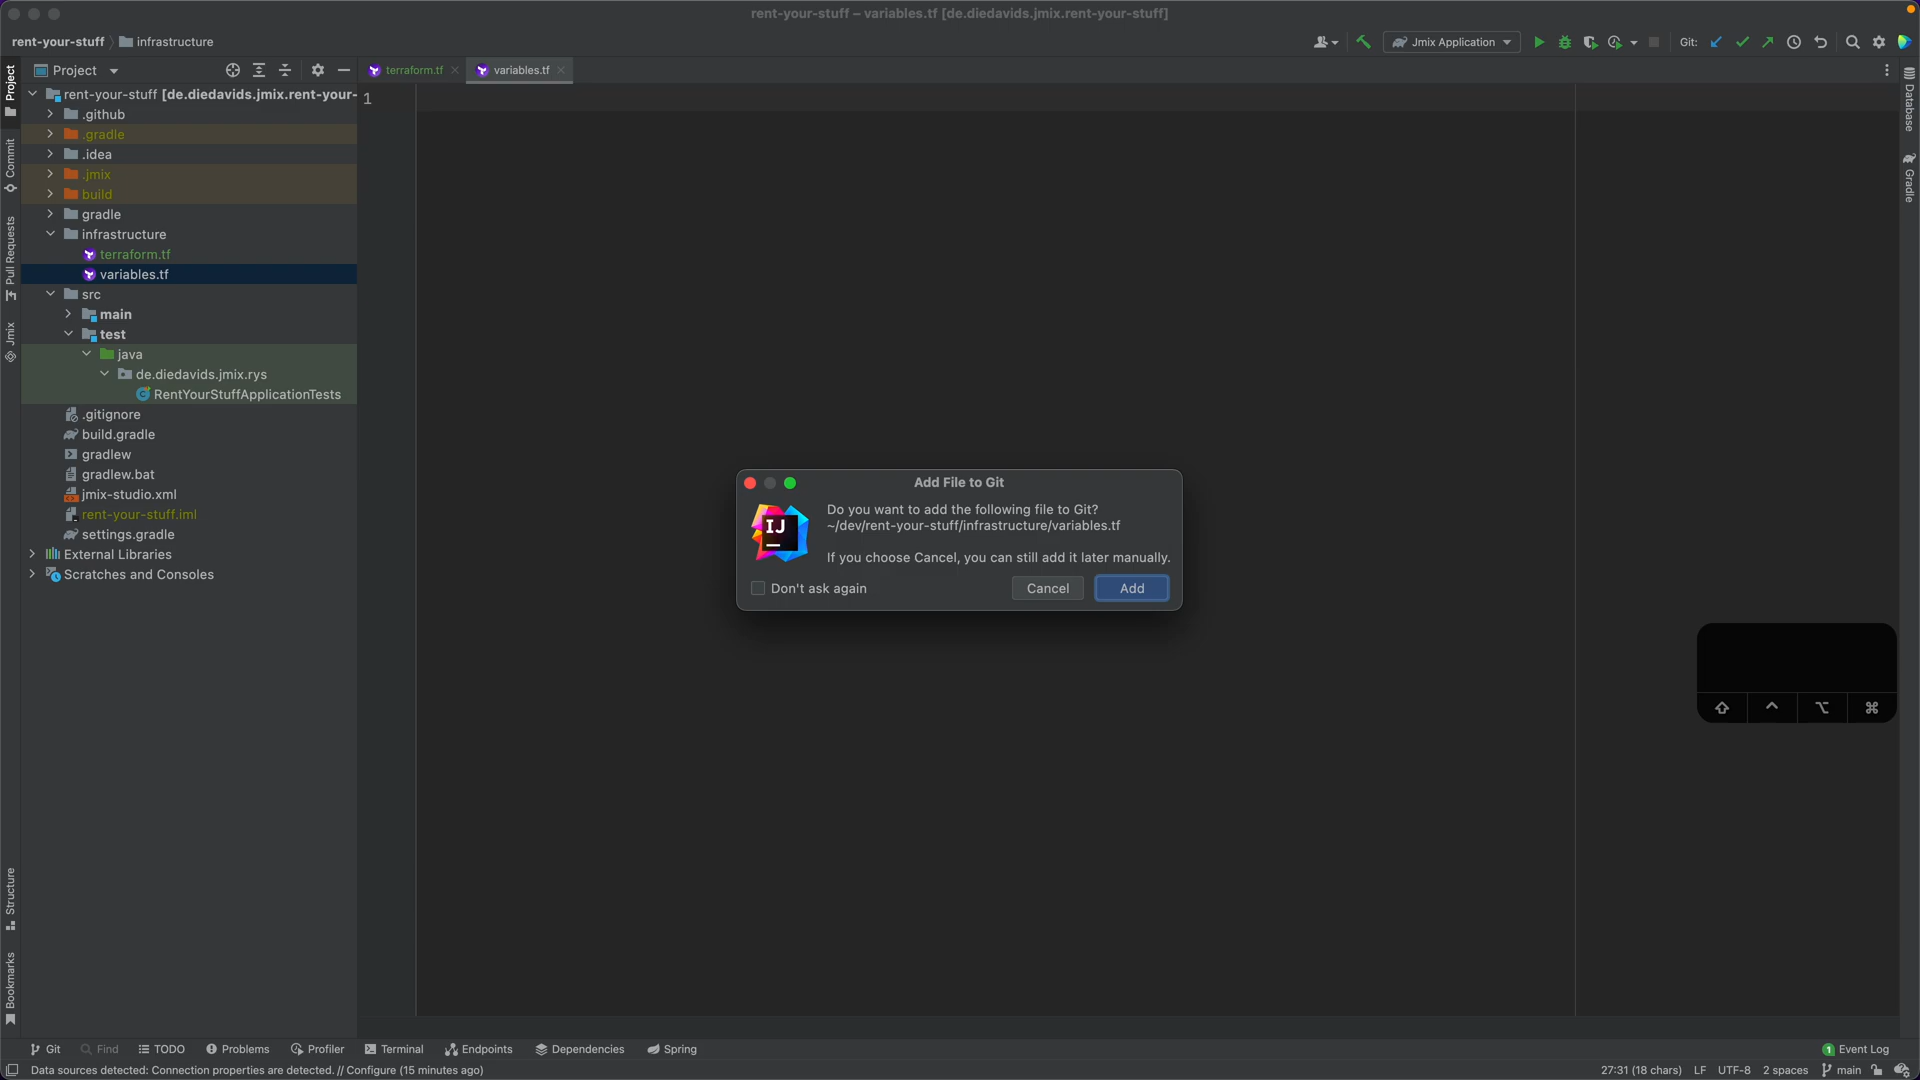 rent-your-stuff – variables.tf [de.diedavids.jmix.rent-your-stuff]
rent-your-stuff
infrastructure
Jmix Application
Git:
Project
Project
terraform.tf
variables.tf
Database
rent-your-stuff [de.diedavids.jmix.rent-your-
1
.github
.gradle
.idea
Commit
.jmix
Gradle
build
gradle
infrastructure
Pull Requests
terraform.tf
variables.tf
src
main
Jmix
test
java
de.diedavids.jmix.rys
RentYourStuffApplicationTests
.gitignore
build.gradle
gradlew
gradlew.bat
jmix-studio.xml
rent-your-stuff.iml
settings.gradle
External Libraries
Scratches and Consoles
Add File to Git
IJ
Do you want to add the following file to Git?
~/dev/rent-your-stuff/infrastructure/variables.tf
If you choose Cancel, you can still add it later manually.
Don't ask again
Cancel
Add
Structure
Bookmarks
Git
Find
TODO
Problems
Profiler
Terminal
Endpoints
Dependencies
Spring
1 Event Log
Data sources detected: Connection properties are detected. // Configure (15 minutes ago)
27:31 (18 chars)
LF
UTF-8
2 spaces
main